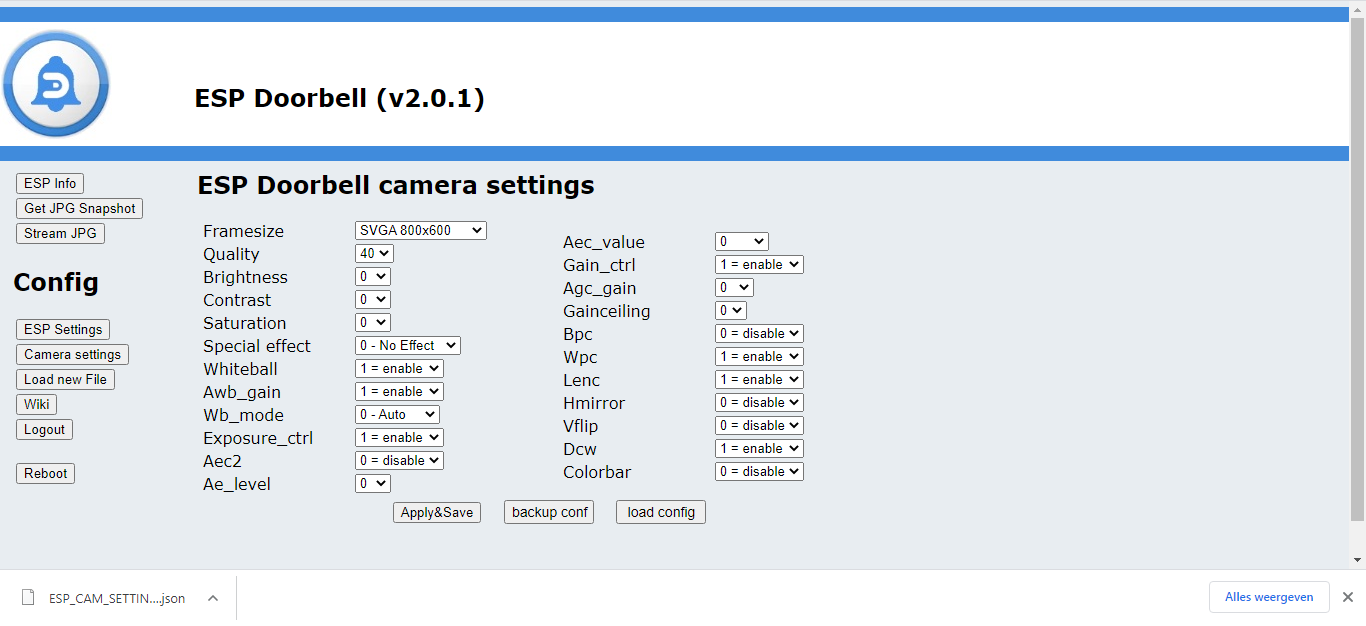 ESP Doorbell (v2.0.1)
ESP Info
Get JPG Snapshot
Stream JPG
Config
ESP Settings
Camera settings
Load new File
Wiki
Logout
Reboot
ESP Doorbell camera settings
Framesize SVGA 800x600
Quality 40
Brightness 0
Contrast 0
Saturation 0
Special effect 0 - No Effect
Whiteball 1 = enable
Awb_gain 1 = enable
Wb_mode 0 - Auto
Exposure_ctrl 1 = enable
Aec2 0 = disable
Ae_level 0
Aec_value 0
Gain_ctrl 1 = enable
Agc_gain 0
Gainceiling 0
Bpc 0 = disable
Wpc 1 = enable
Lenc 1 = enable
Hmirror 0 = disable
Vflip 0 = disable
Dcw 1 = enable
Colorbar 0 = disable
Apply&Save backup conf load config
ESP_CAM_SETTIN....json
Alles weergeven